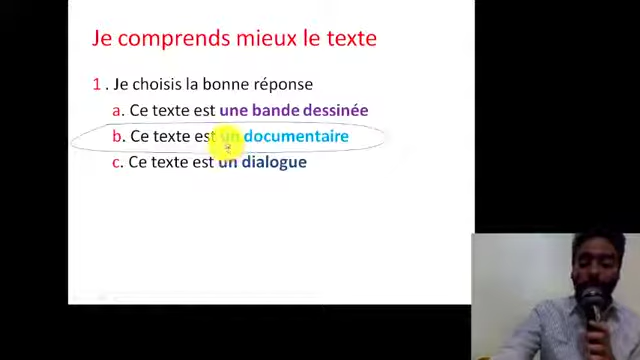 Je comprends mieux le texte
1 . Je choisis la bonne réponse
a. Ce texte est une bande dessinée
b. Ce texte est un documentaire
c. Ce texte est un dialogue